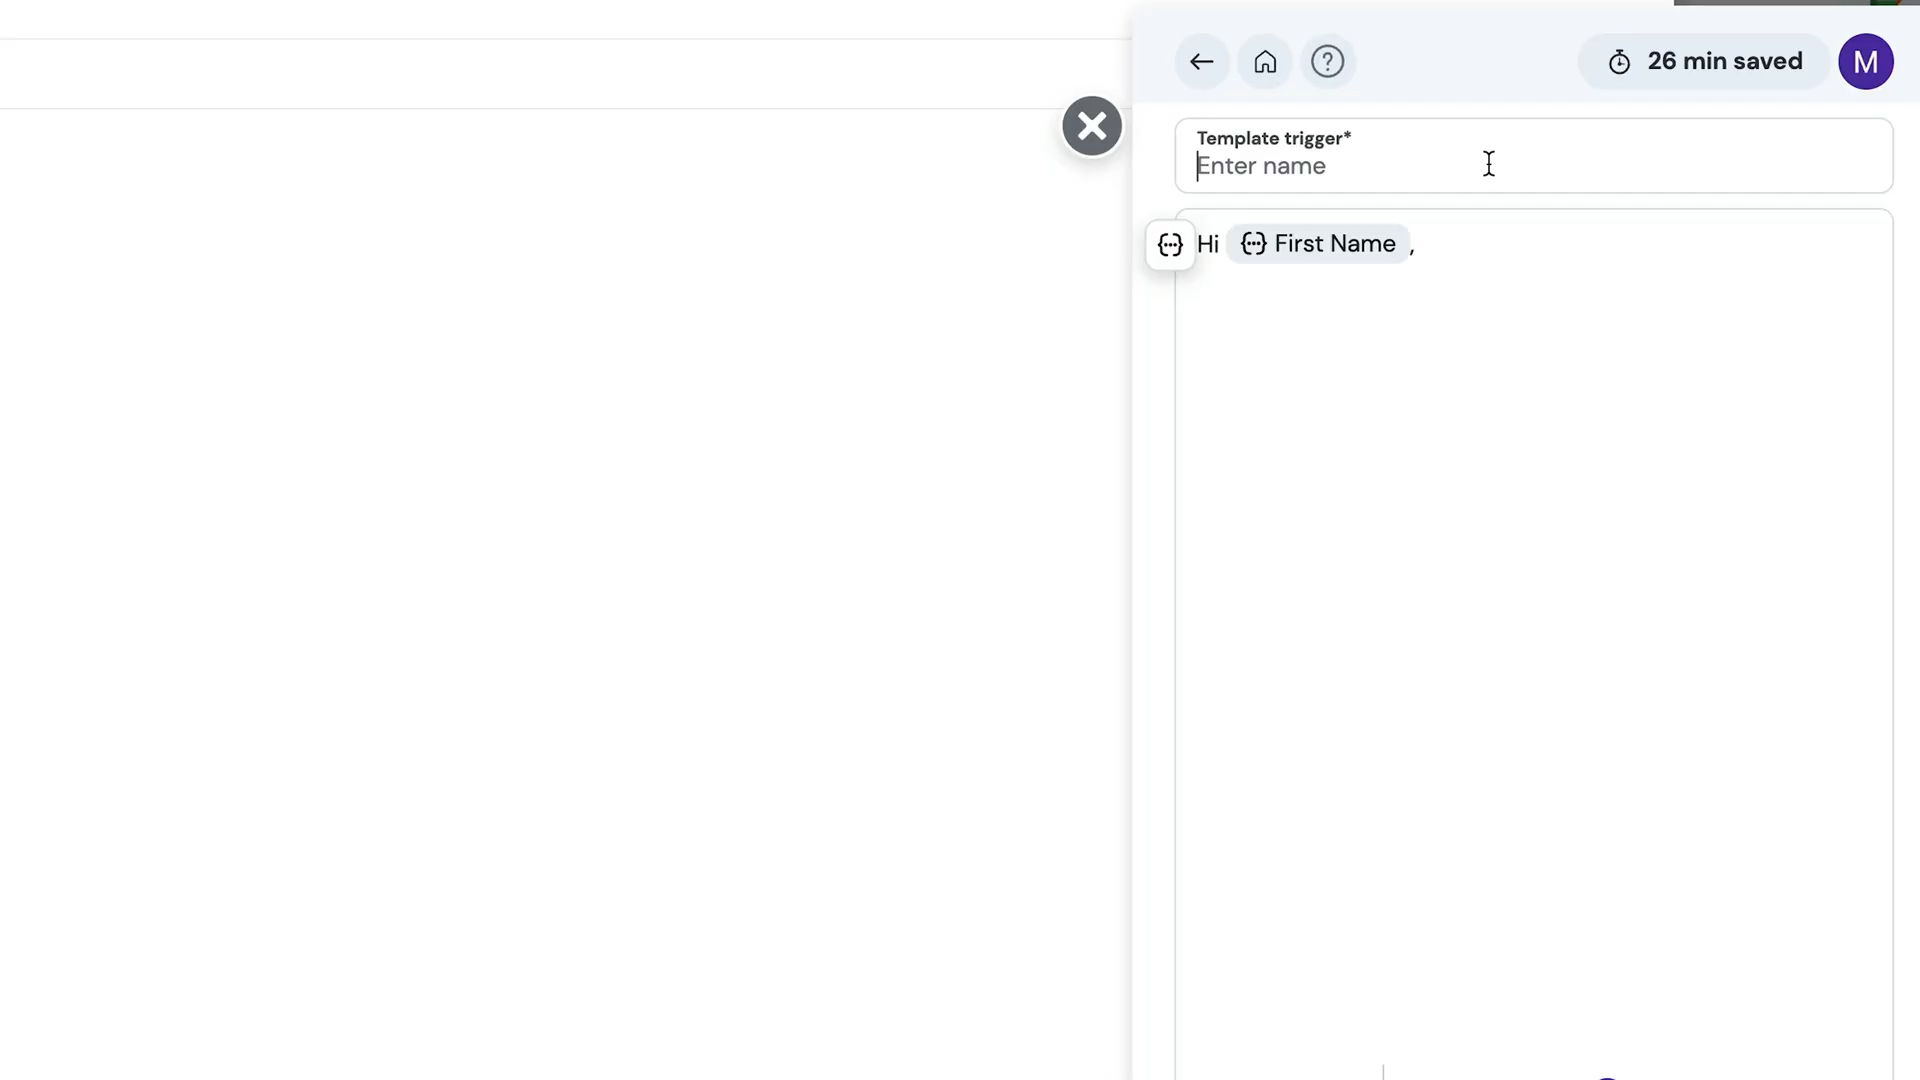 26 min saved
M
Template trigger*
Enter name
Hi First Name,